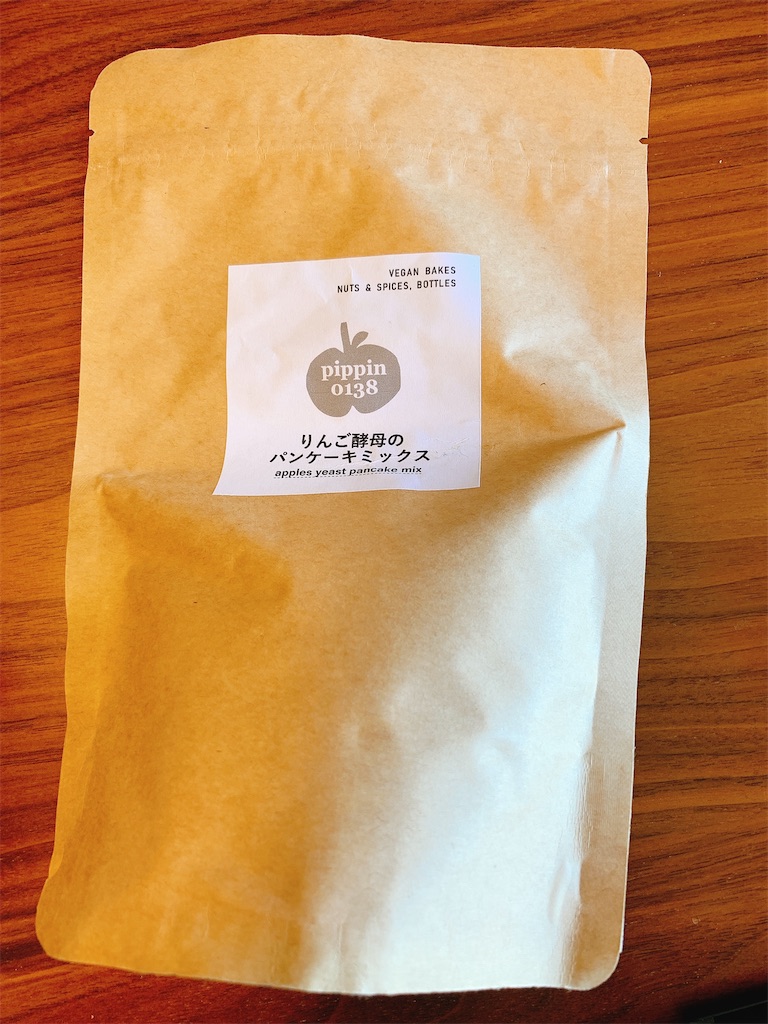 VEGAN BAKES
NUTS & SPICES, BOTTLES
pippin
0138
りんご酵母の
パンケーキミックス
apples yeast pancake mix